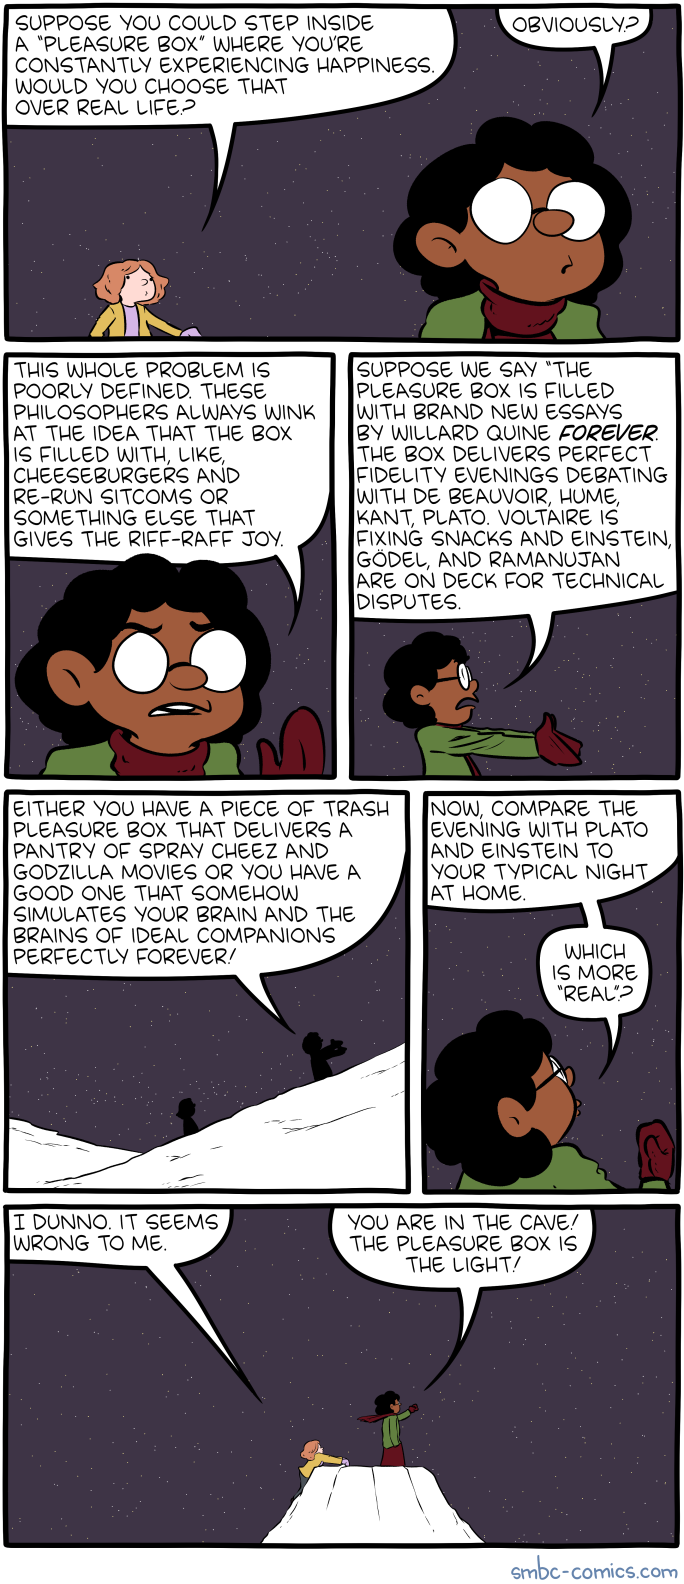 SUPPOSE YOU COULD STEP INSIDE
A "PLEASURE BOX" WHERE YOU'RE
CONSTANTLY EXPERIENCING HAPPINESS.
WOULD YOU CHOOSE THAT
OVER REAL LIFE?
OBVIOUSLY?
THIS WHOLE PROBLEM IS
POORLY DEFINED. THESE
PHILOSOPHERS ALWAYS WINK
AT THE IDEA THAT THE BOX
IS FILLED WITH, LIKE,
CHEESEBURGERS AND
RE-RUN SITCOMS OR
SOMETHING ELSE THAT
GIVES THE RIFF-RAFF JOY.
SUPPOSE WE SAY "THE
PLEASURE BOX IS FILLED
WITH BRAND NEW ESSAYS
BY WILLARD QUINE FOREVER.
THE BOX DELIVERS PERFECT
FIDELITY EVENINGS DEBATING
WITH DE BEAUVOIR, HUME,
KANT, PLATO. VOLTAIRE IS
FIXING SNACKS AND EINSTEIN,
GÖDEL, AND RAMANUJAN
ARE ON DECK FOR TECHNICAL
DISPUTES.
EITHER YOU HAVE A PIECE OF TRASH
PLEASURE BOX THAT DELIVERS A
PANTRY OF SPRAY CHEEZ AND
GODZILLA MOVIES OR YOU HAVE A
GOOD ONE THAT SOMEHOW
SIMULATES YOUR BRAIN AND THE
BRAINS OF IDEAL COMPANIONS
PERFECTLY FOREVER!
NOW, COMPARE THE
EVENING WITH PLATO
AND EINSTEIN TO
YOUR TYPICAL NIGHT
AT HOME.
WHICH
IS MORE
"REAL"?
I DUNNO. IT SEEMS
WRONG TO ME.
YOU ARE IN THE CAVE!
THE PLEASURE BOX IS
THE LIGHT!
smbc-comics.com